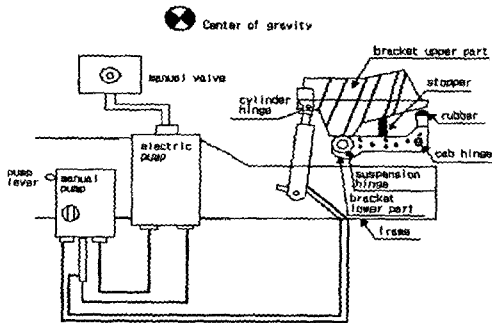 Center of gravity
manual valve
bracket upper part
stopper
cylinder
hinge
rubber
electric
pump
cab hinge
pump
lever
manual
pump
suspension
hinge
bracket
lower part
frame